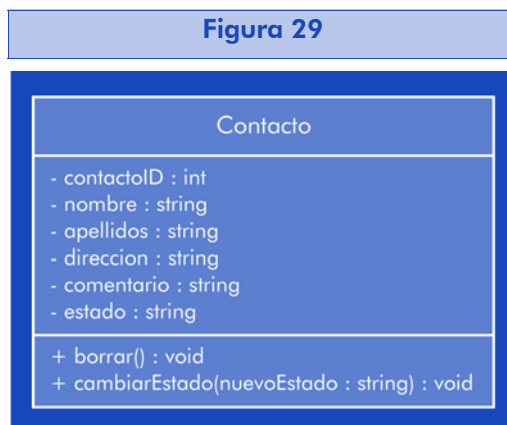 Figura 29
Contacto
- contactoID : int
- nombre : string
- apellidos : string
- direccion : string
- comentario : string
- estado : string
+ borrar() : void
+ cambiarEstado(nuevoEstado : string) : void